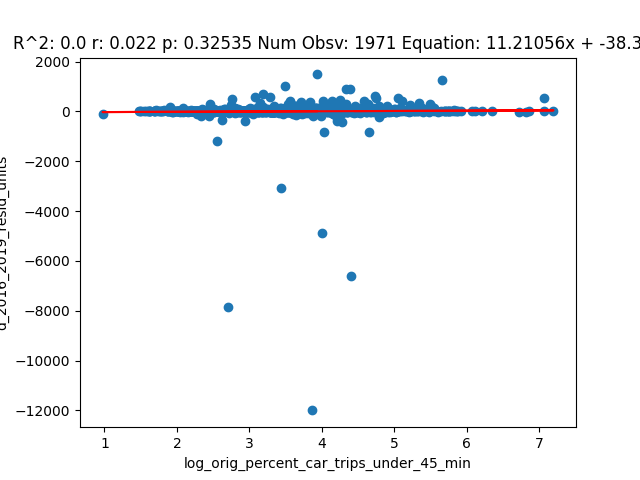 R^2: 0.0 r: 0.022 p: 0.32535 Num Obsv: 1971 Equation: 11.21056x + -38.3
2000
0
−2000
−4000
−6000
−8000
−10000
−12000
d_2016_2019_resid_units
1 2 3 4 5 6 7
log_orig_percent_car_trips_under_45_min